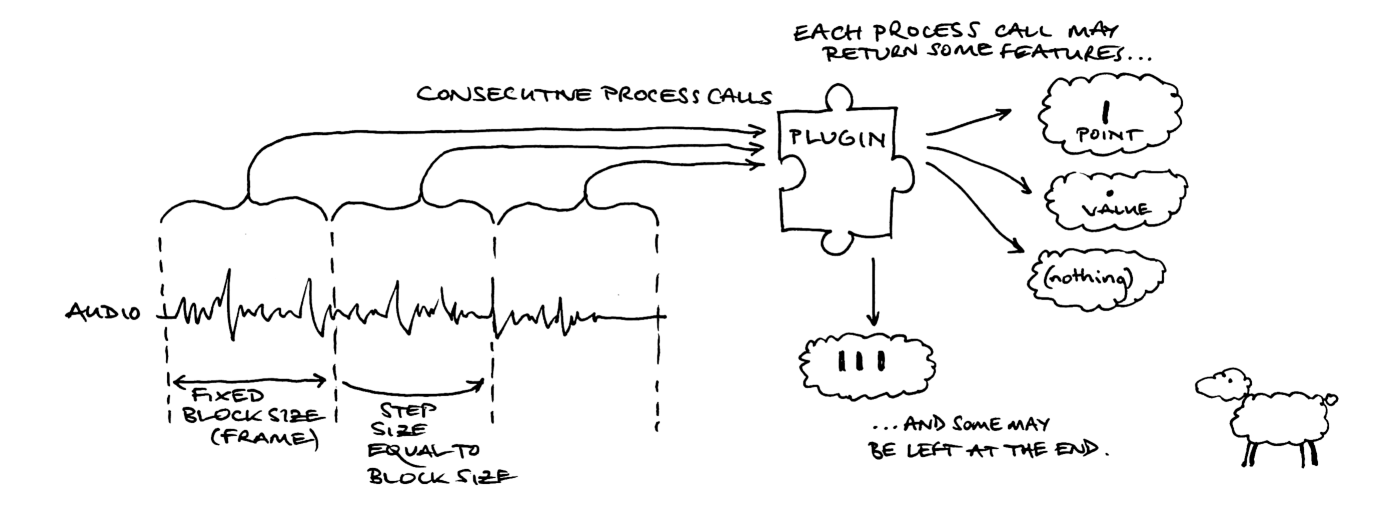 EACH PROCESS CALL MAY
RETURN SOME FEATURES...
CONSECUTIVE PROCESS CALLS
PLUGIN
POINT
VALUE
(nothing)
AUDIO
FIXED
BLOCK SIZE
(FRAME)
STEP
SIZE
EQUAL TO
BLOCK SIZE
...AND SOME MAY
BE LEFT AT THE END.